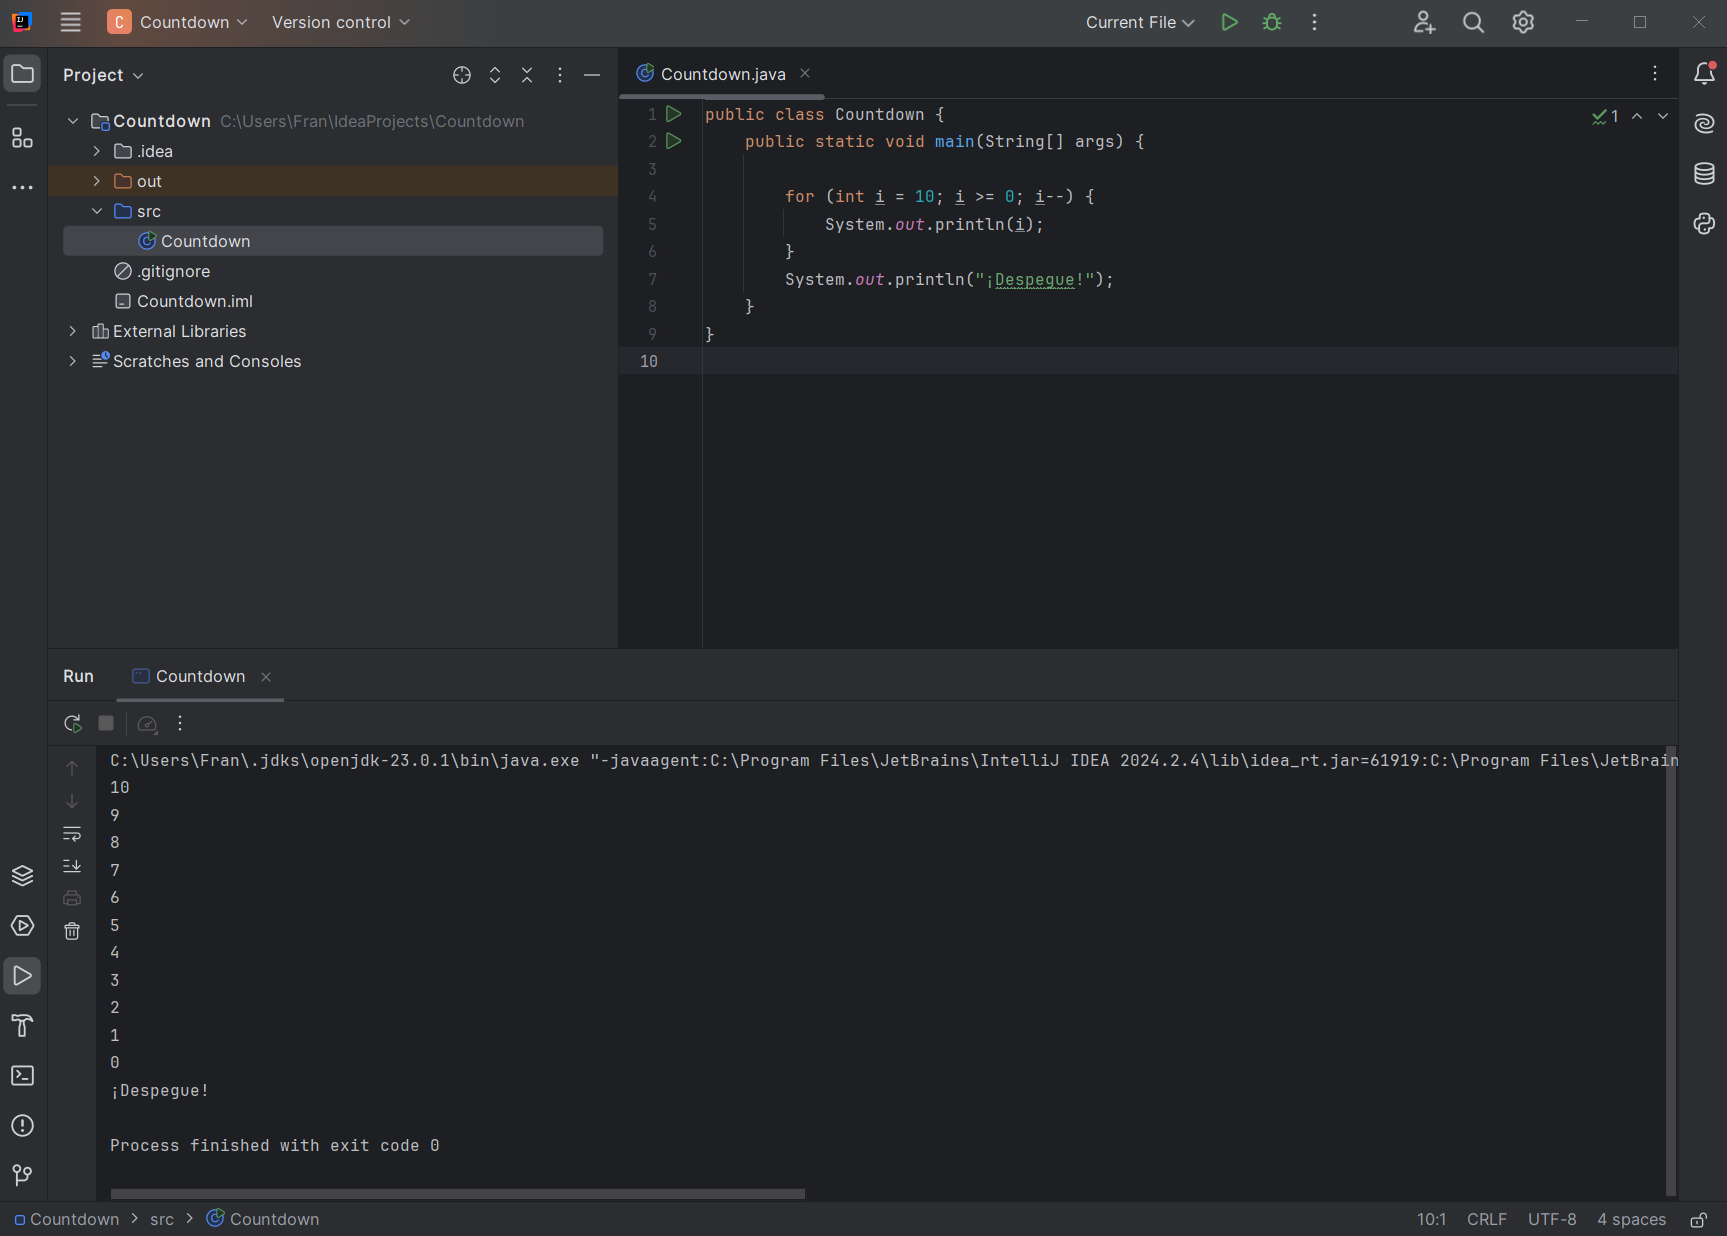 C Countdown Version control Current File
Project
Countdown C:\Users\Fran\IdeaProjects\Countdown
.idea
out
src
Countdown
.gitignore
Countdown.iml
External Libraries
Scratches and Consoles
Countdown.java
1 public class Countdown {
2 public static void main(String[] args) {
3
4 for (int i = 10; i >= 0; i--) {
5 System.out.println(i);
6 }
7 System.out.println("¡Despegue!");
8 }
9 }
10
1
Run Countdown
C:\Users\Fran\.jdks\openjdk-23.0.1\bin\java.exe "-javaagent:C:\Program Files\JetBrains\IntelliJ IDEA 2024.2.4\lib\idea_rt.jar=61919:C:\Program Files\JetBrain
10
9
8
7
6
5
4
3
2
1
0
¡Despegue!
Process finished with exit code 0
Countdown > src > Countdown 10:1 CRLF UTF-8 4 spaces